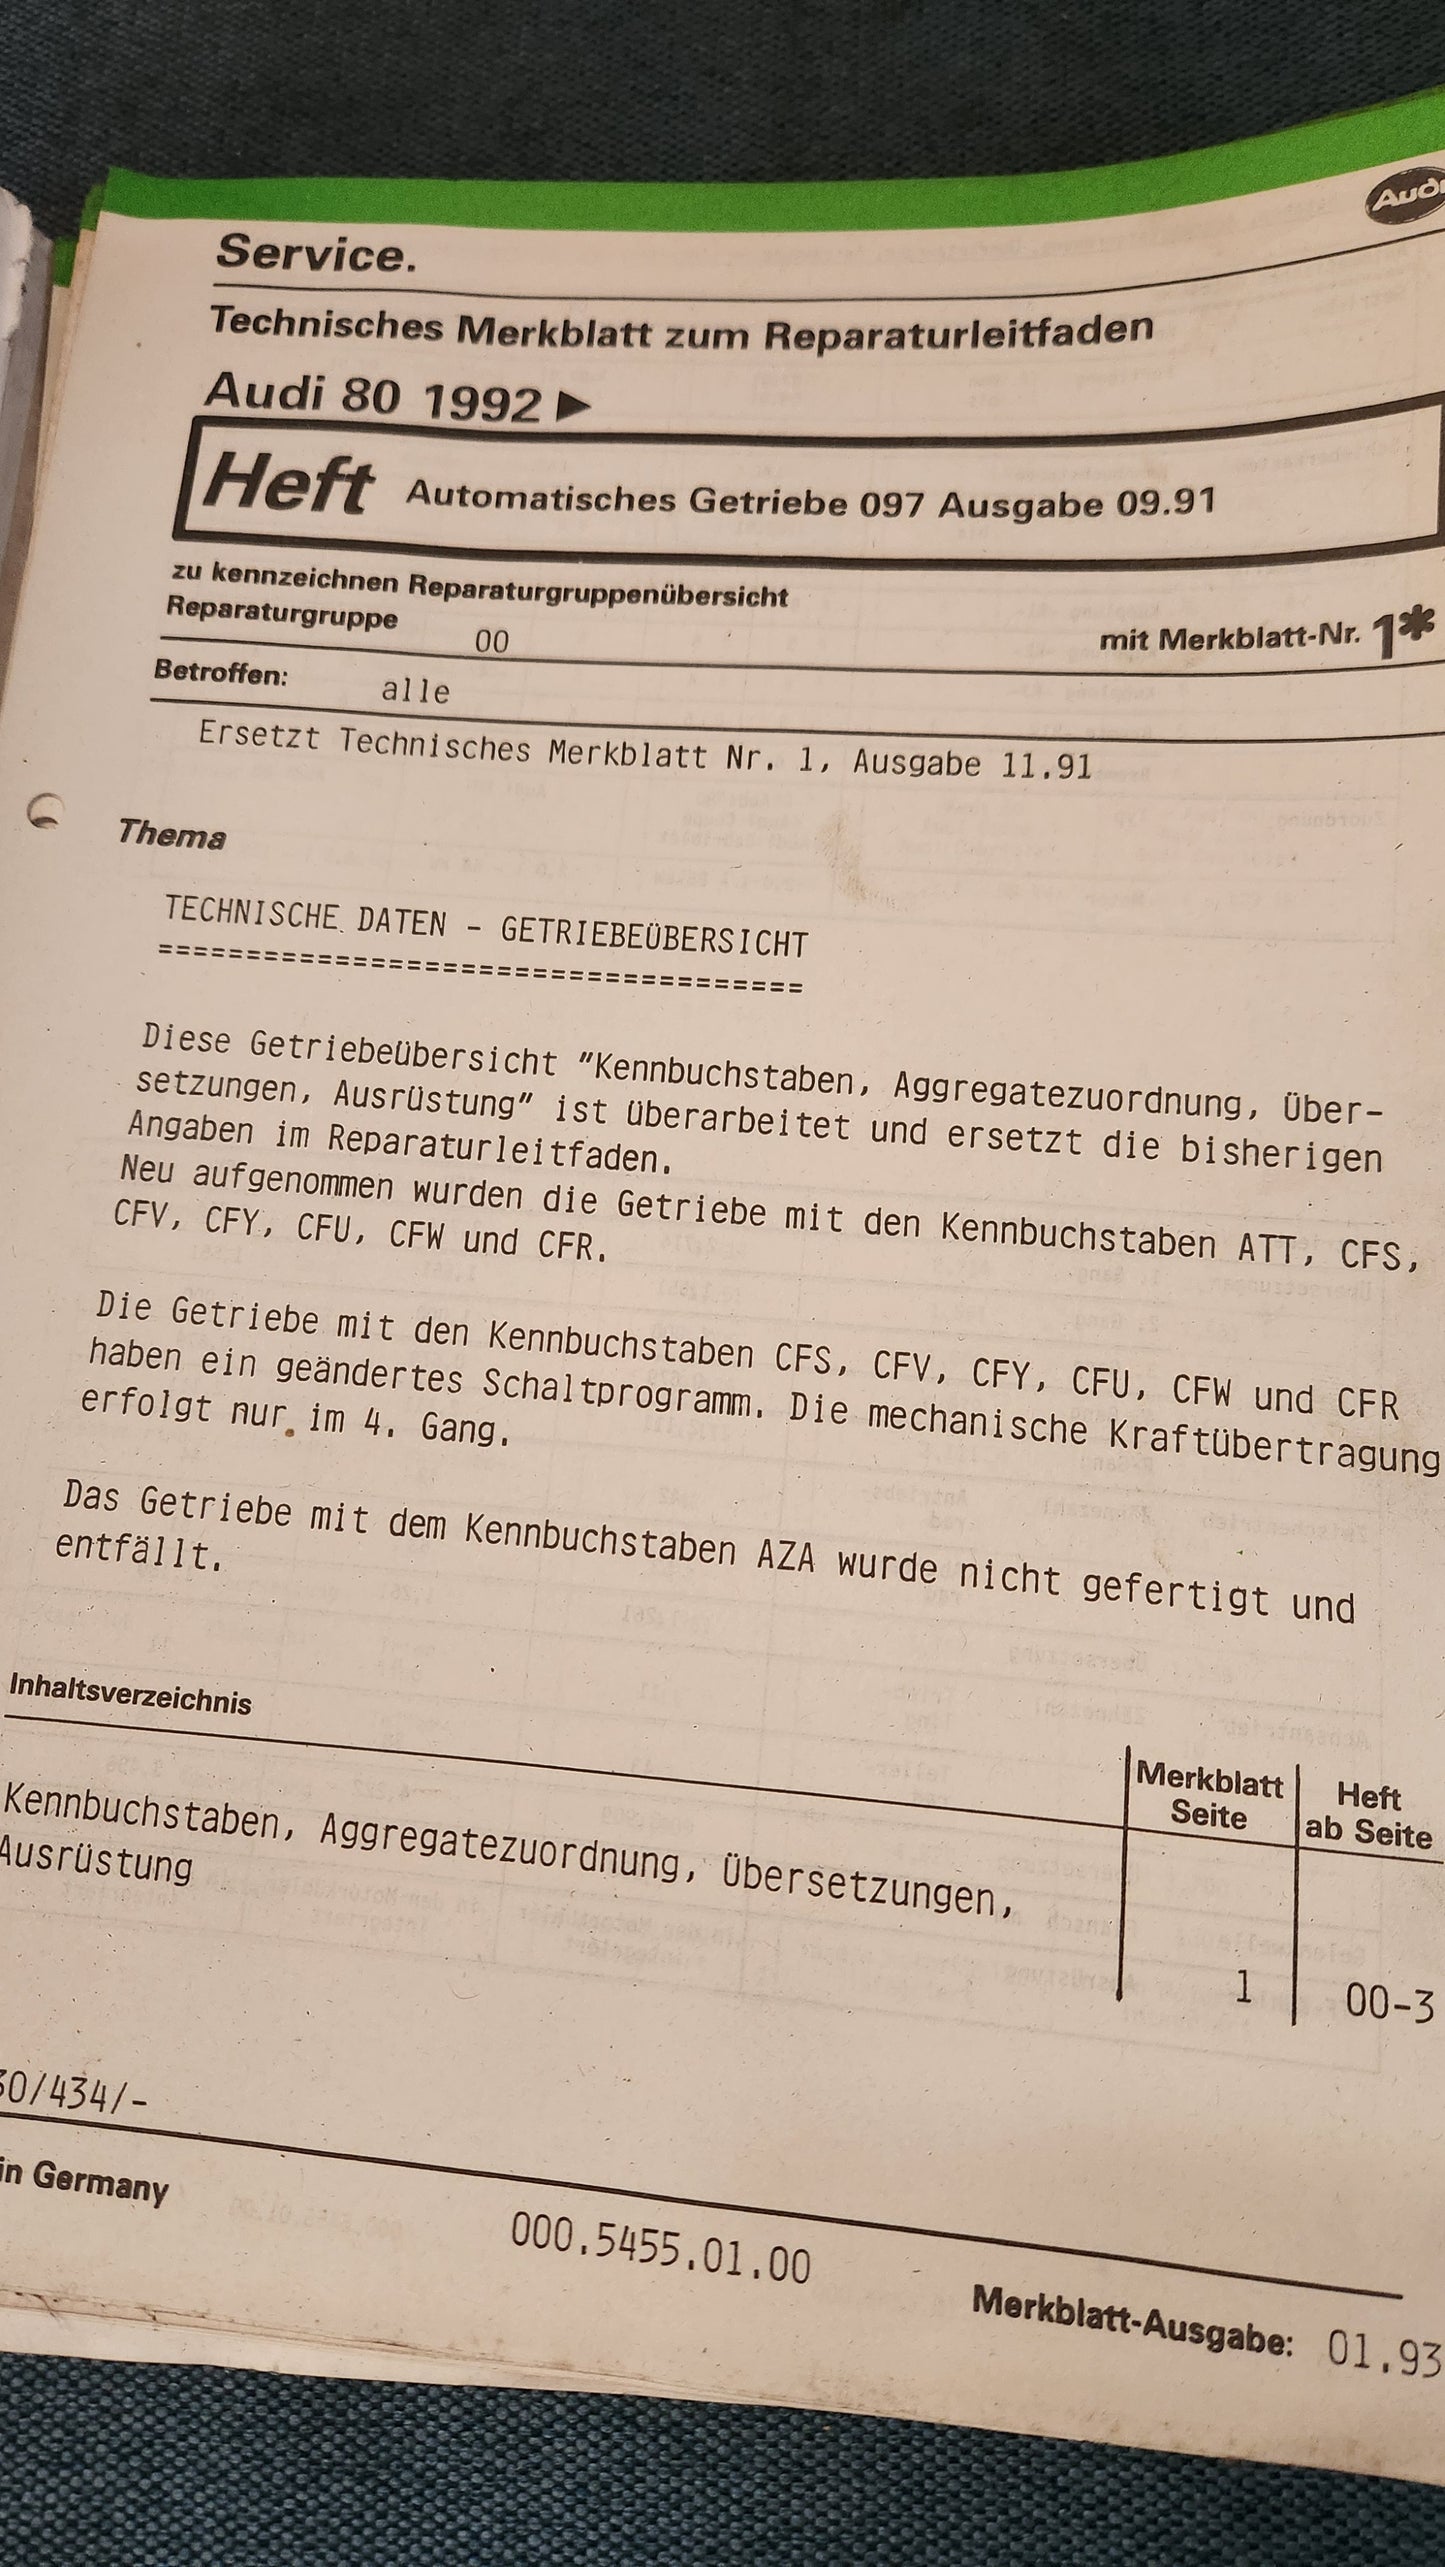 Audi
Service.
Technisches Merkblatt zum Reparaturleitfaden
Audi 80 1992 ►
Heft Automatisches Getriebe 097 Ausgabe 09.91
zu kennzeichnen Reparaturgruppenübersicht
Reparaturgruppe 00 mit Merkblatt-Nr. 1*
Betroffen: alle
Ersetzt Technisches Merkblatt Nr. 1, Ausgabe 11.91
Thema
TECHNISCHE DATEN - GETRIEBEÜBERSICHT
=====================================
Diese Getriebeübersicht "Kennbuchstaben, Aggregatezuordnung, Über-
setzungen, Ausrüstung" ist überarbeitet und ersetzt die bisherigen
Angaben im Reparaturleitfaden.
Neu aufgenommen wurden die Getriebe mit den Kennbuchstaben ATT, CFS,
CFV, CFY, CFU, CFW und CFR.
Die Getriebe mit den Kennbuchstaben CFS, CFV, CFY, CFU, CFW und CFR
haben ein geändertes Schaltprogramm. Die mechanische Kraftübertragung
erfolgt nur im 4. Gang.
Das Getriebe mit dem Kennbuchstaben AZA wurde nicht gefertigt und
entfällt.
Inhaltsverzeichnis
Merkblatt Heft
Seite ab Seite
Kennbuchstaben, Aggregatezuordnung, Übersetzungen,
Ausrüstung
1 00-3
0/434/-
in Germany
000.5455.01.00
Merkblatt-Ausgabe: 01.93